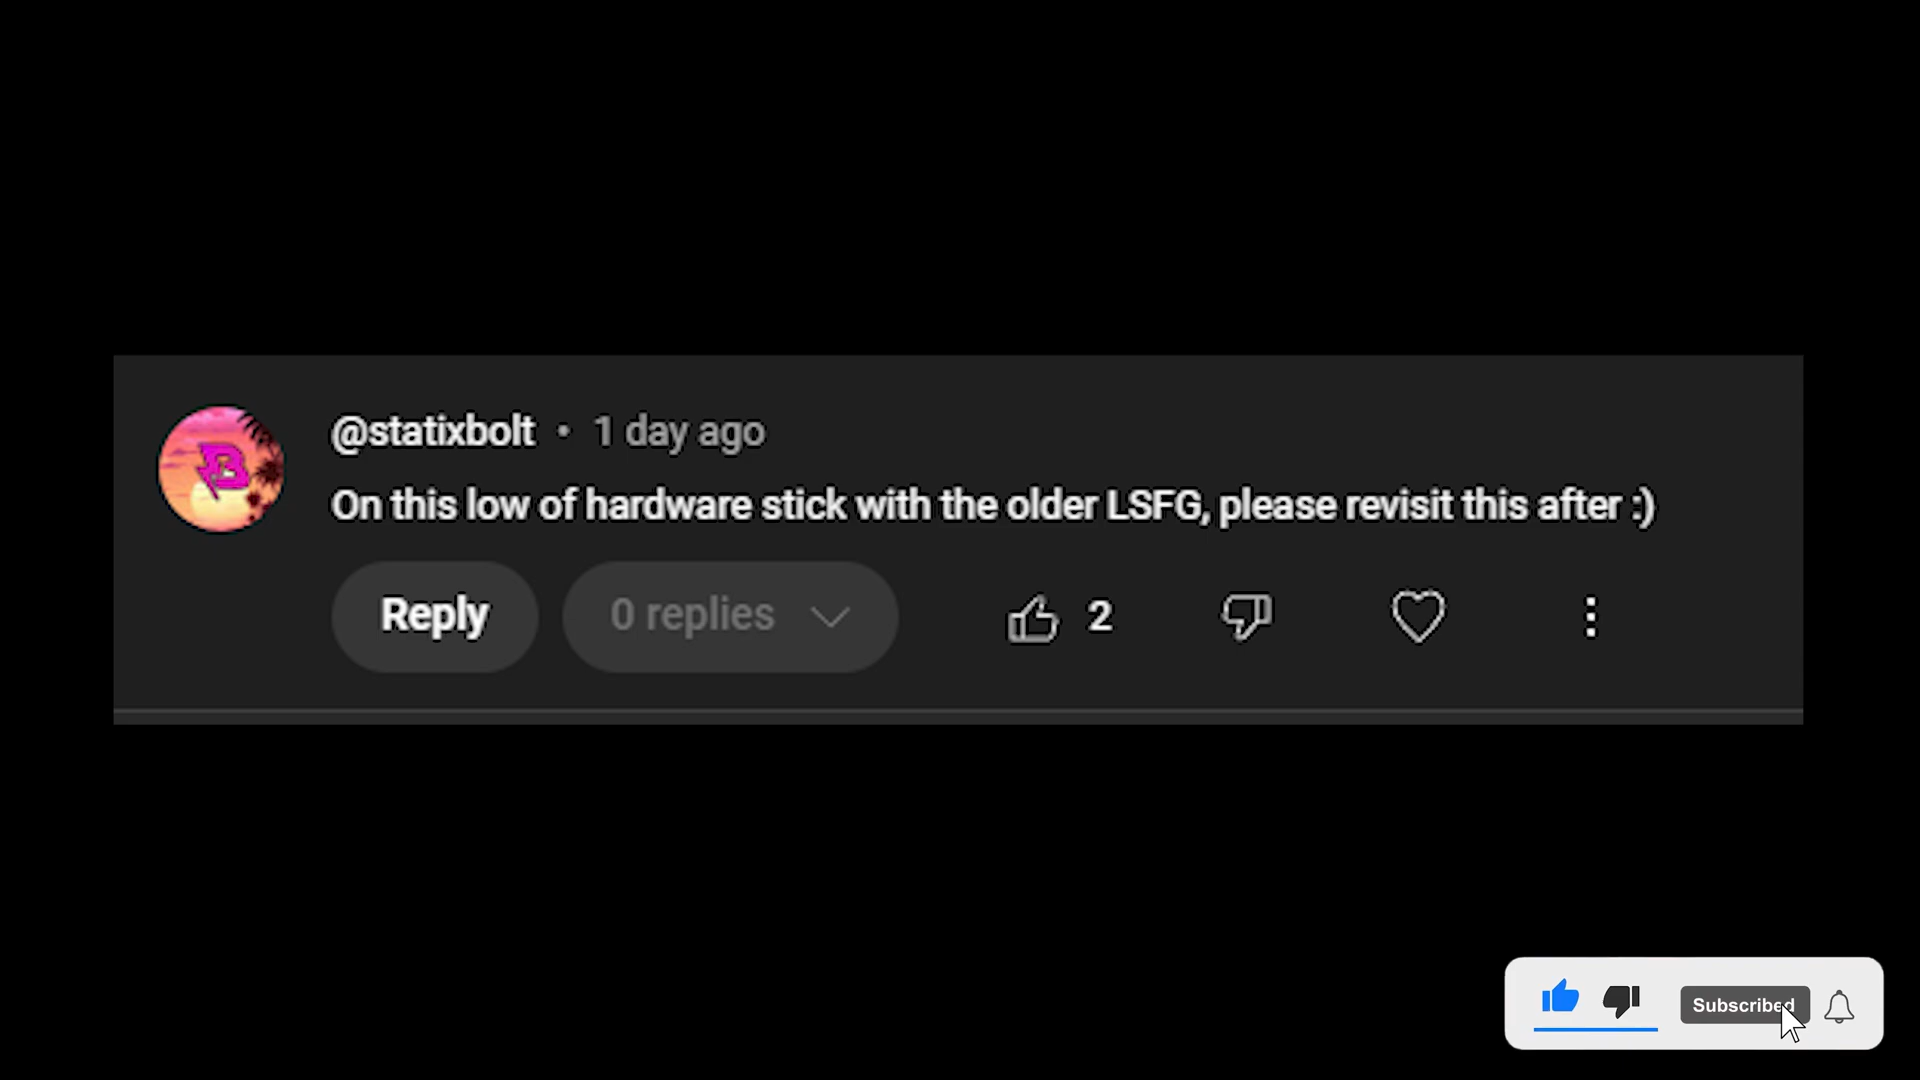 @statixbolt • 1 day ago
On this low of hardware stick with the older LSFG, please revisit this after :)
Reply 0 replies 2
Subscribed